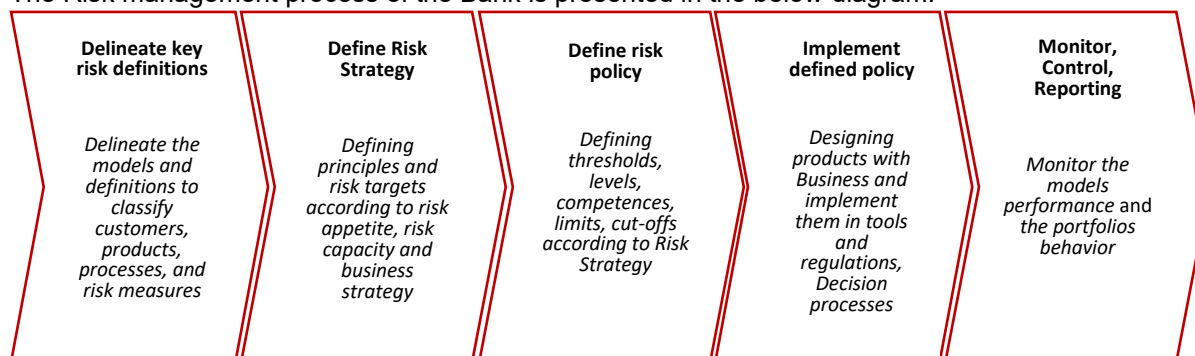 The Risk management process of the Bank is presented in the below diagram:
Delineate key
risk definitions
Delineate the
models and
definitions to
classify
customers,
products,
processes, and
risk measures
Define Risk
Strategy
Defining
principles and
risk targets
according to risk
appetite, risk
capacity and
business
strategy
Define risk
policy
Defining
thresholds,
levels,
competences,
limits, cut-offs
according to Risk
Strategy
Implement
defined policy
Designing
products with
Business and
implement
them in tools
and
regulations,
Decision
processes
Monitor,
Control,
Reporting
Monitor the
models
performance and
the portfolios
behavior